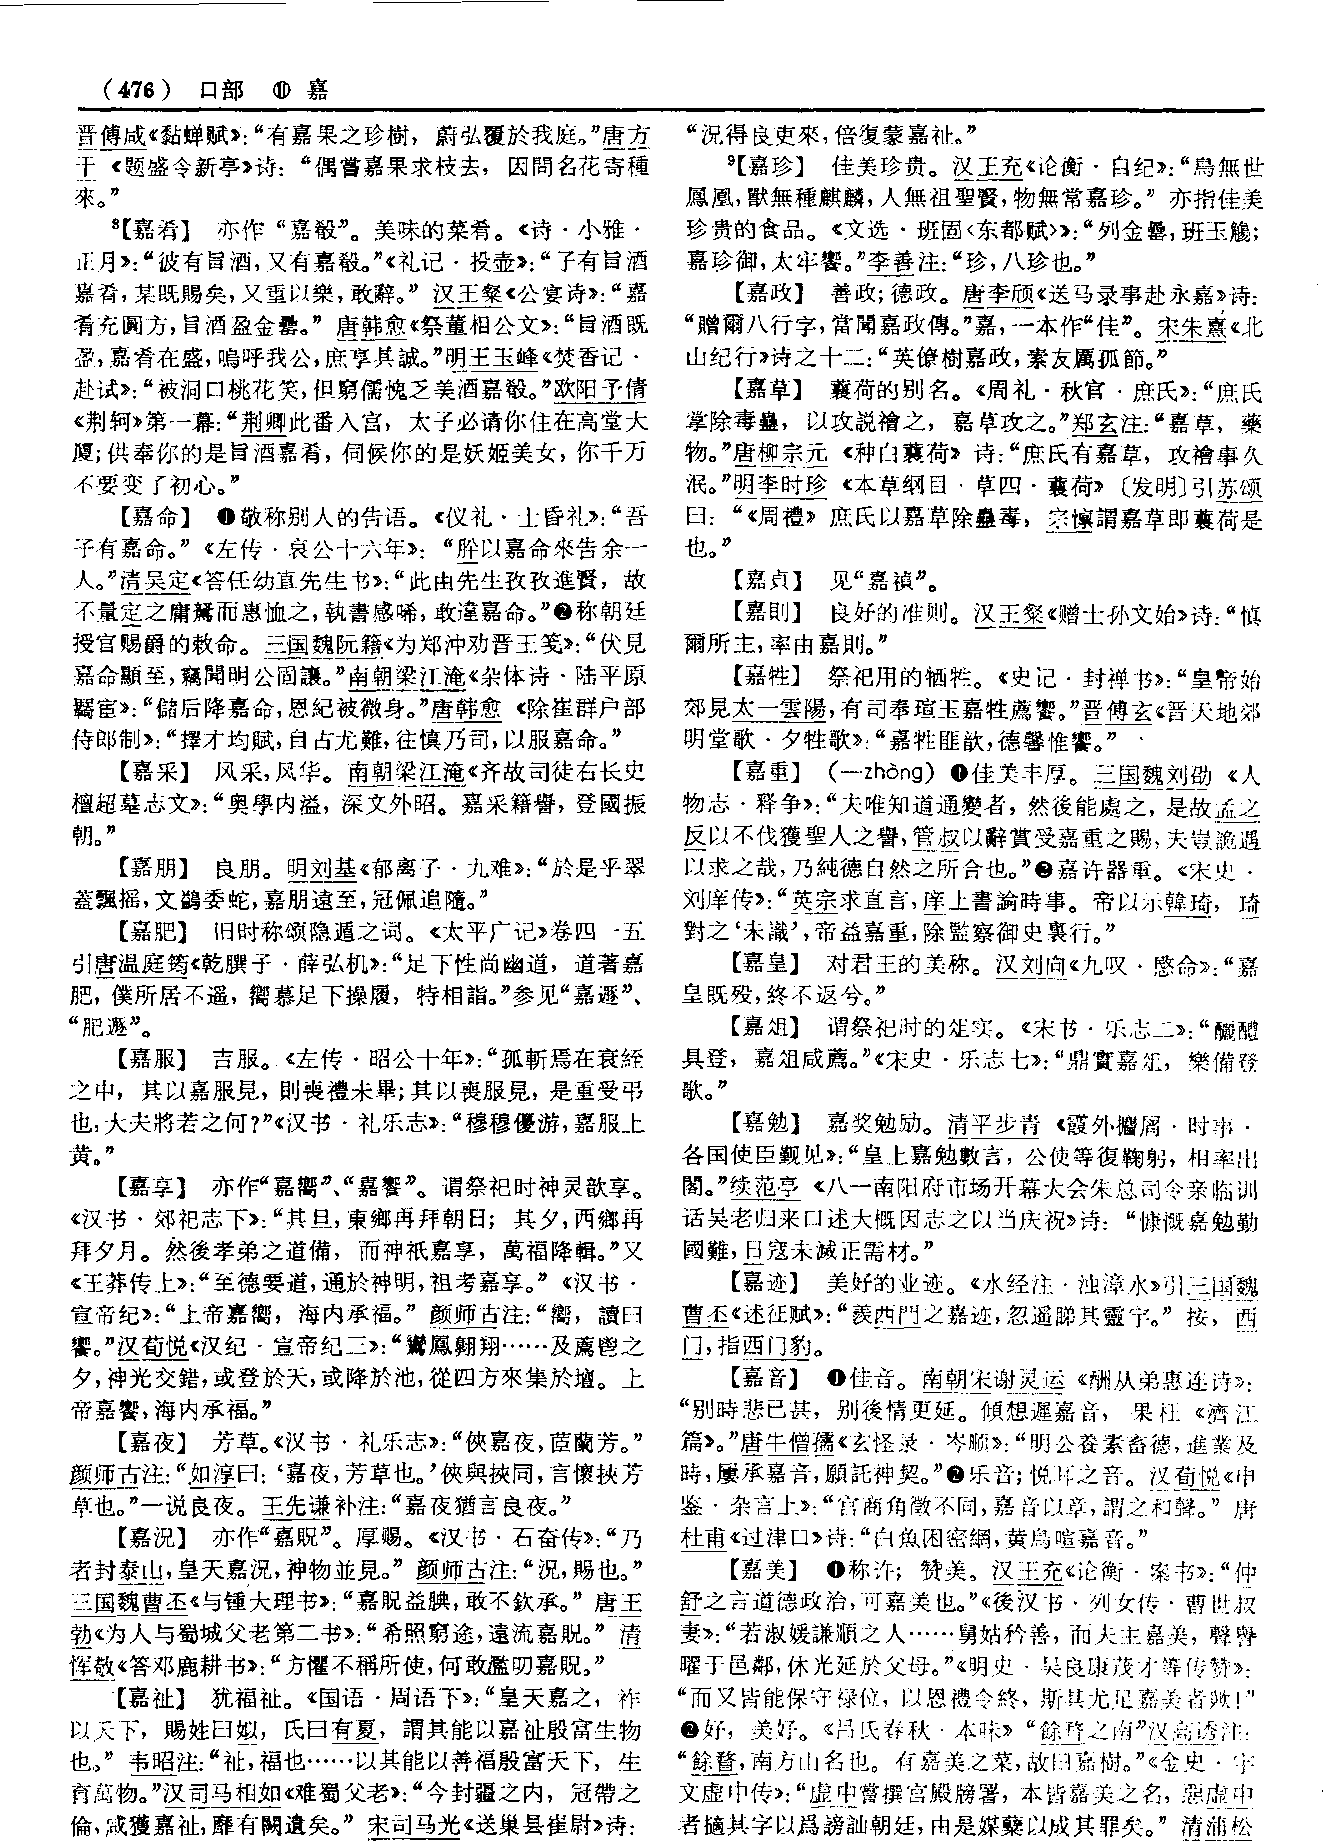 （476） 口部 ⑪ 嘉
晋傅咸《黏蝉赋》：“有嘉果之珍樹，蔚弘覆於我庭。”唐方
干《题盛令新亭》诗：“偶嘗嘉果求枝去，因問名花寄種
來。”
⁸【嘉肴】 亦作“嘉殽”。美味的菜肴。《诗·小雅·
正月》：“彼有旨酒，又有嘉殽。”《礼记·投壶》：“子有旨酒
嘉肴，某既賜矣，又重以樂，敢辭。”汉王粲《公宴诗》：“嘉
肴充圓方，旨酒盈金罍。”唐韩愈《祭董相公文》：“旨酒既
盈，嘉肴在盛，嗚呼我公，庶享其誠。”明王玉峰《焚香记·
赴试》：“被洞口桃花笑，但窮儒愧乏美酒嘉殽。”欧阳予倩
《荆轲》第一幕：“荆卿此番入宫，太子必请你住在高堂大
厦；供奉你的是旨酒嘉肴，伺候你的是妖姬美女，你千万
不要变了初心。”
【嘉命】 ❶敬称别人的告语。《仪礼·士昏礼》：“吾
子有嘉命。”《左传·哀公十六年》：“肸以嘉命來告余一
人。”清吴定《答任幼直先生书》：“此由先生孜孜進賢，故
不量定之庸駑而惠恤之，執書感唏，敢違嘉命。”❷称朝廷
授官赐爵的敕命。三国魏阮籍《为郑冲劝晋王笺》：“伏見
嘉命顯至，竊聞明公固讓。”南朝梁江淹《杂体诗·陆平原
羁宦》：“儲后降嘉命，恩紀被微身。”唐韩愈《除崔群户部
侍郎制》：“擇才均賦，自古尤難，往慎乃司，以服嘉命。”
【嘉采】 风采，风华。南朝梁江淹《齐故司徒右长史
檀超墓志文》：“奥學内溢，深文外昭。嘉采籍譽，登國振
朝。”
【嘉朋】 良朋。明刘基《郁离子·九难》：“於是乎翠
蓋飄摇，文鷁委蛇，嘉朋遠至，冠佩追隨。”
【嘉肥】 旧时称颂隐遁之词。《太平广记》卷四一五
引唐温庭筠《乾𦠆子·薛弘机》：“足下性尚幽道，道著嘉
肥，僕所居不遥，嚮慕足下操履，特相詣。”参见“嘉遯”、
“肥遯”。
【嘉服】 吉服。《左传·昭公十年》：“孤斬焉在衰絰
之中，其以嘉服見，則喪禮未畢；其以喪服見，是重受弔
也，大夫將若之何？”《汉书·礼乐志》：“穆穆優游，嘉服上
黄。”
【嘉享】 亦作“嘉嚮”、“嘉饗”。谓祭祀时神灵歆享。
《汉书·郊祀志下》：“其旦，東鄉再拜朝日；其夕，西鄉再
拜夕月。然後孝弟之道備，而神祇嘉享，萬福降輯。”又
《王莽传上》：“至德要道，通於神明，祖考嘉享。”《汉书·
宣帝纪》：“上帝嘉嚮，海内承福。”颜师古注：“嚮，讀曰
饗。”汉荀悦《汉纪·宣帝纪三》：“鸞鳳翱翔……及薦鬯之
夕，神光交錯，或登於天，或降於池，從四方來集於壇。上
帝嘉饗，海内承福。”
【嘉夜】 芳草。《汉书·礼乐志》：“俠嘉夜，茝蘭芳。”
颜师古注：“如淳曰：‘嘉夜，芳草也。’俠與挾同，言懷挾芳
草也。”一说良夜。王先谦补注：“嘉夜猶言良夜。”
【嘉況】 亦作“嘉貺”。厚赐。《汉书·石奋传》：“乃
者封泰山，皇天嘉況，神物並見。”颜师古注：“況，賜也。”
三国魏曹丕《与锺大理书》：“嘉貺益腆，敢不欽承。”唐王
勃《为人与蜀城父老第二书》：“希照窮途，遠流嘉貺。”清
恽敬《答邓鹿耕书》：“方懼不稱所使，何敢濫叨嘉貺。”
【嘉祉】 犹福祉。《国语·周语下》：“皇天嘉之，祚
以天下，賜姓曰姒，氏曰有夏，謂其能以嘉祉殷富生物
也。”韦昭注：“祉，福也……以其能以善福殷富天下，生
育萬物。”汉司马相如《难蜀父老》：“今封疆之内，冠帶之
倫，咸獲嘉祉，靡有闕遺矣。”宋司马光《送巢县崔尉》诗：
“況得良吏來，倍復蒙嘉祉。”
⁹【嘉珍】 佳美珍贵。汉王充《论衡·自纪》：“鳥無世
鳳凰，獸無種麒麟，人無祖聖賢，物無常嘉珍。”亦指佳美
珍贵的食品。《文选·班固〈东都赋〉》：“列金罍，班玉觴；
嘉珍御，太牢饗。”李善注：“珍，八珍也。”
【嘉政】 善政；德政。唐李颀《送马录事赴永嘉》诗：
“贈爾八行字，當聞嘉政傳。”嘉，一本作“佳”。宋朱熹《北
山纪行》诗之十二：“英僚樹嘉政，素友厲孤節。”
【嘉草】 蘘荷的别名。《周礼·秋官·庶氏》：“庶氏
掌除毒蠱，以攻説禬之，嘉草攻之。”郑玄注：“嘉草，藥
物。”唐柳宗元《种白蘘荷》诗：“庶氏有嘉草，攻禬事久
泯。”明李时珍《本草纲目·草四·蘘荷》〔发明〕引苏颂
曰：“《周禮》庶氏以嘉草除蠱毒，宗懍謂嘉草即蘘荷是
也。”
【嘉貞】 见“嘉禎”。
【嘉則】 良好的准则。汉王粲《赠士孙文始》诗：“慎
爾所主，率由嘉則。”
【嘉牲】 祭祀用的牺牲。《史记·封禅书》：“皇帝始
郊見太一雲陽，有司奉瑄玉嘉牲薦饗。”晋傅玄《晋天地郊
明堂歌·夕牲歌》：“嘉牲匪歆，德馨惟饗。”
【嘉重】 （—zhòng）❶佳美丰厚。三国魏刘劭《人
物志·释争》：“夫唯知道通變者，然後能處之，是故孟之
反以不伐獲聖人之譽，管叔以辭賞受嘉重之賜，夫豈詭遇
以求之哉，乃純德自然之所合也。”❷嘉许器重。《宋史·
刘庠传》：“英宗求直言，庠上書論時事。帝以示韓琦，琦
對之‘未識’，帝益嘉重，除監察御史裏行。”
【嘉皇】 对君王的美称。汉刘向《九叹·愍命》：“嘉
皇既殁，終不返兮。”
【嘉俎】 谓祭祀时的俎实。《宋书·乐志二》：“釃醴
具登，嘉俎咸薦。”《宋史·乐志七》：“鼎實嘉俎，樂備登
歌。”
【嘉勉】 嘉奖勉励。清平步青《霞外攟屑·时事·
各国使臣觐见》：“皇上嘉勉數言，公使等復鞠躬，相率出
閣。”续范亭《八一南阳府市场开幕大会朱总司令亲临训
话吴老归来口述大概因志之以当庆祝》诗：“慷慨嘉勉勤
國難，日寇未滅正需材。”
【嘉迹】 美好的业迹。《水经注·浊漳水》引三国魏
曹丕《述征赋》：“羨西門之嘉迹，忽遥睇其靈宇。”按，西
门，指西门豹。
【嘉音】 ❶佳音。南朝宋谢灵运《酬从弟惠连诗》：
“别時悲已甚，别後情更延。傾想遲嘉音，果枉《濟江
篇》。”唐牛僧孺《玄怪录·岑顺》：“明公養素畜德，進業及
時，屢承嘉音，願託神契。”❷乐音；悦耳之音。汉荀悦《申
鉴·杂言上》：“宫商角徵不同，嘉音以章，謂之和聲。”唐
杜甫《过津口》诗：“白魚困密網，黄鳥喧嘉音。”
【嘉美】 ❶称许；赞美。汉王充《论衡·案书》：“仲
舒之言道德政治，可嘉美也。”《後汉书·列女传·曹世叔
妻》：“若淑媛謙順之人……舅姑矜善，而夫主嘉美，聲譽
曜于邑鄰，休光延於父母。”《明史·吴良康茂才等传赞》：
“而又皆能保守禄位，以恩禮令終，斯其尤足嘉美者歟！”
❷好，美好。《吕氏春秋·本味》“餘瞀之南”汉高诱注：
“餘瞀，南方山名也。有嘉美之菜，故曰嘉樹。”《金史·宇
文虚中传》：“虚中嘗撰宫殿牓署，本皆嘉美之名，惡虚中
者擿其字以爲謗訕朝廷，由是媒櫱以成其罪矣。”清蒲松